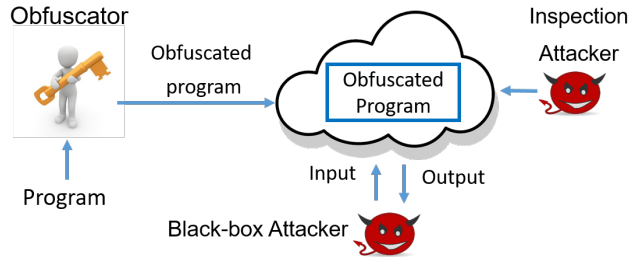 Obfuscator
Inspection
Attacker
Obfuscated
program
Obfuscated
Program
Input
Output
Program
Black-box Attacker